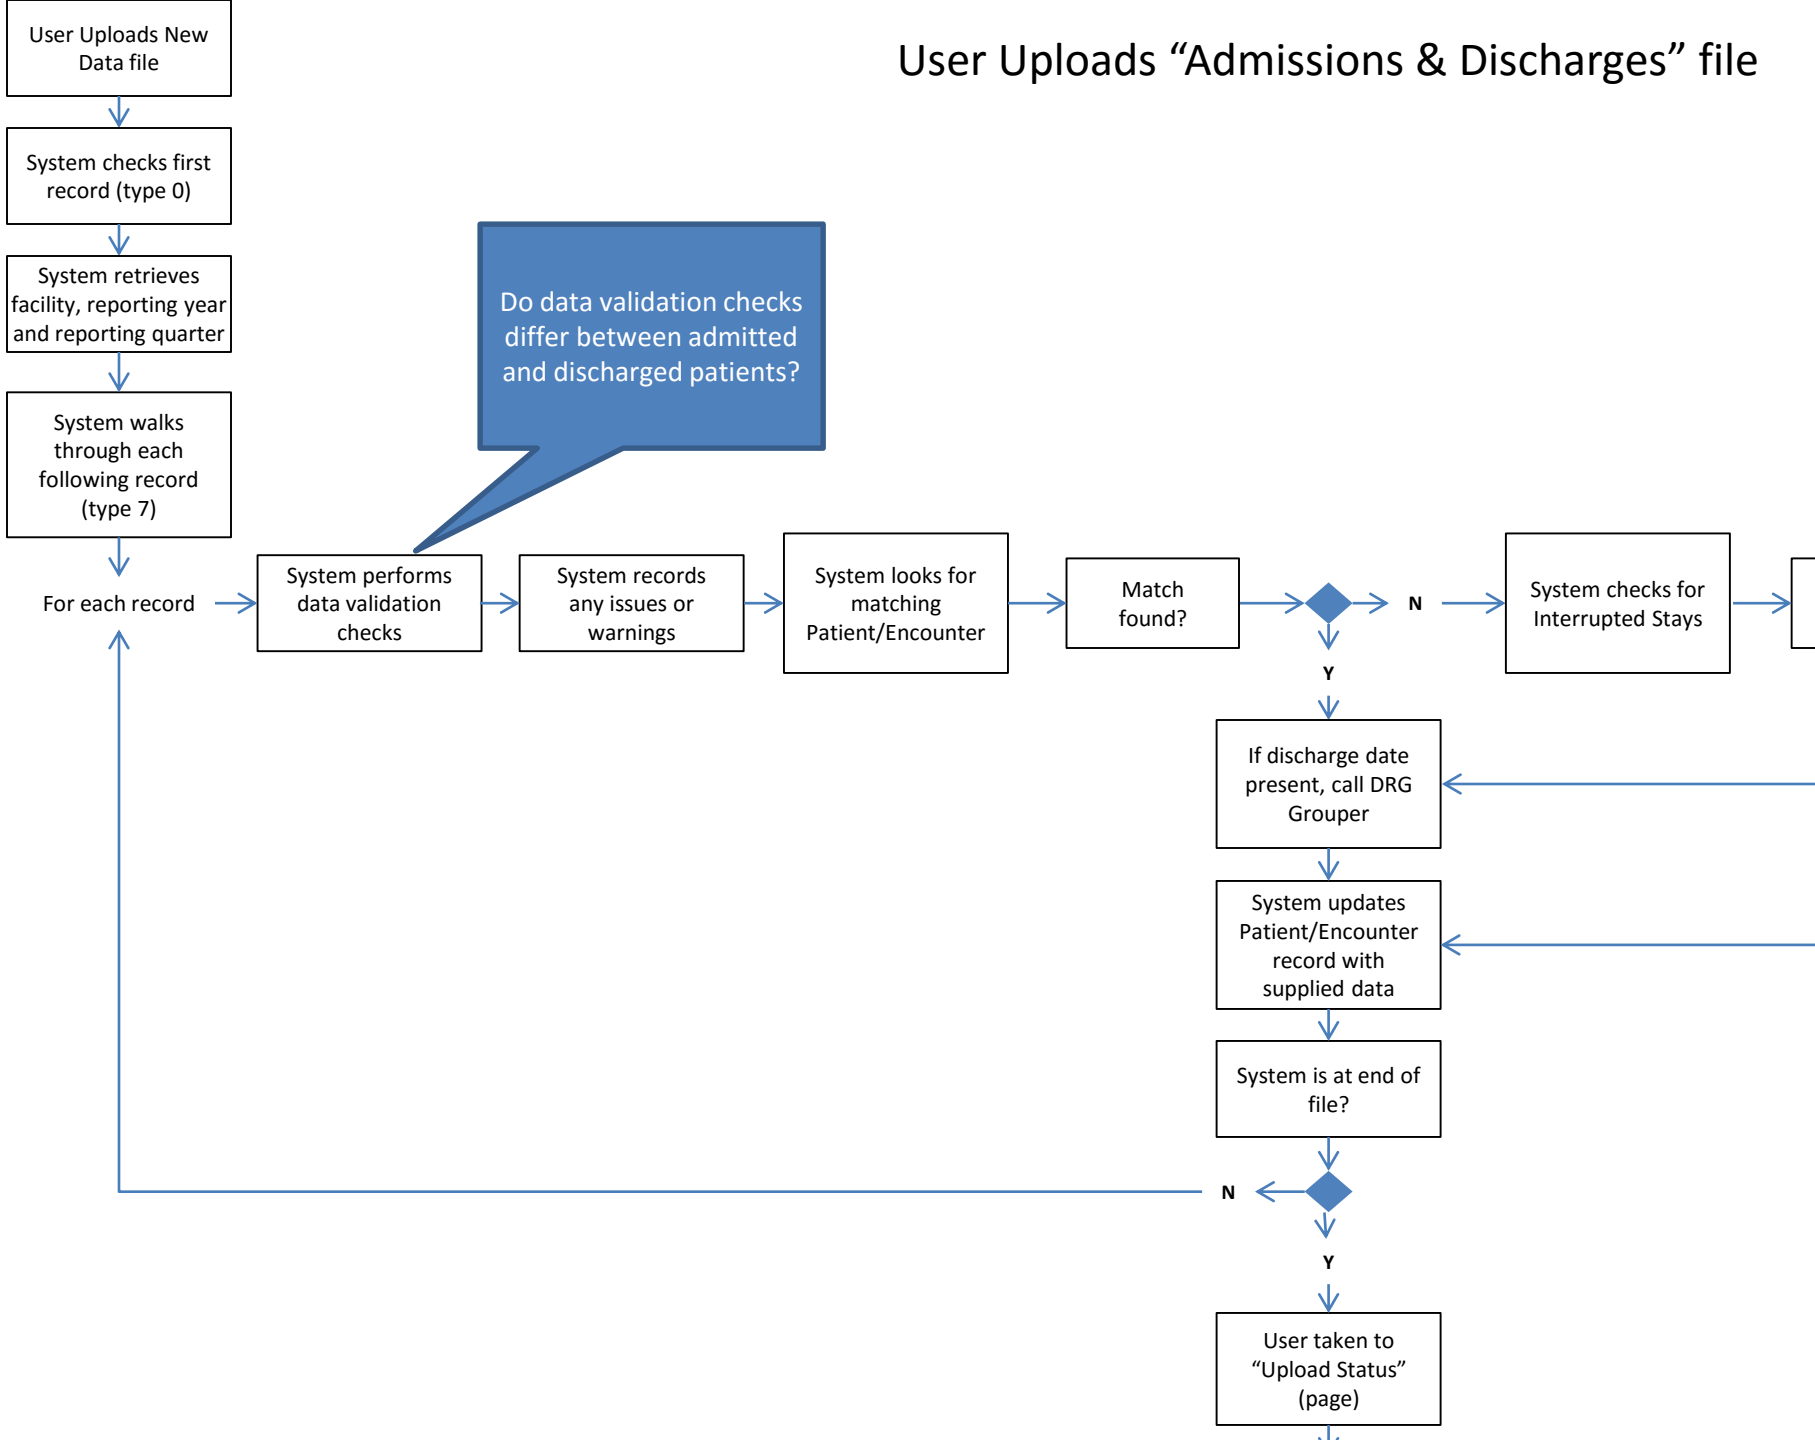 User Uploads New
Data file
User Uploads “Admissions & Discharges” file
System checks first
record (type 0)
System retrieves
facility, reporting year
and reporting quarter
Do data validation checks
differ between admitted
and discharged patients?
System walks
through each
following record
(type 7)
For each record
System performs
data validation
checks
System records
any issues or
warnings
System looks for
matching
Patient/Encounter
Match
found?
N
System checks for
Interrupted Stays
Y
If discharge date
present, call DRG
Grouper
System updates
Patient/Encounter
record with
supplied data
System is at end of
file?
N
Y
User taken to
“Upload Status”
(page)